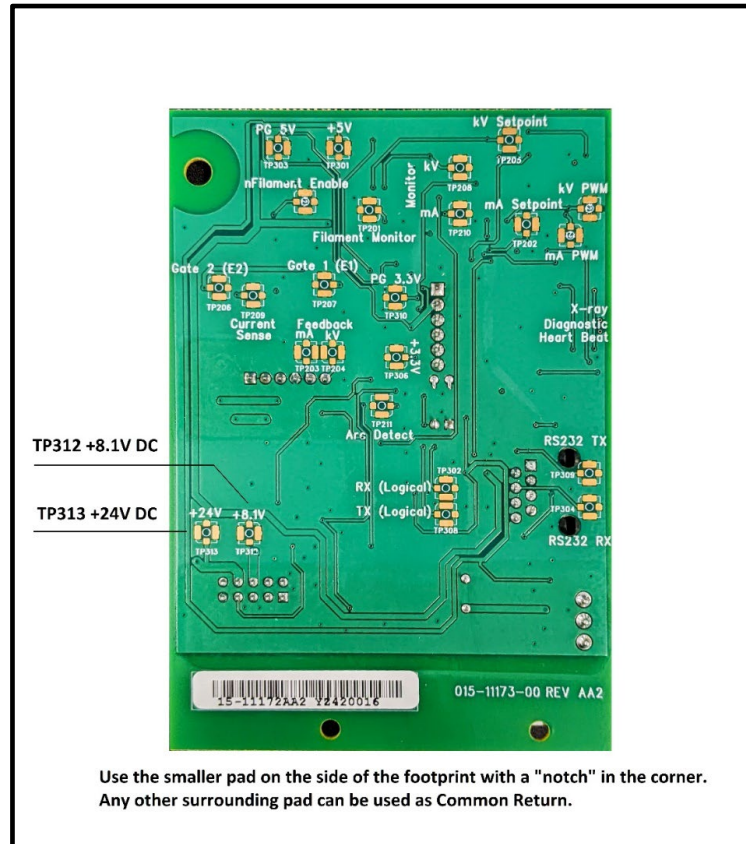 PG 5V
+5V
TP303
TP301
kV Setpoint
TP205
nFilament Enable
kV
TP208
Monitor
TP201
Filament Monitor
mA
TP210
mA Setpoint
TP202
kV PWM
mA PWM
Gate 2 (E2)
TP206
TP209
Current
Sense
Gate 1 (E1)
TP207
PG 3.3V
TP310
X-ray
Diagnostic
Heart Beat
Feedback
mA
kV
TP203
TP204
+3.3V
TP306
TP211
Arc Detect
TP312 +8.1V DC
RS232 TX
TP309
TP302
RX (Logical)
TX (Logical)
TP308
TP304
RS232 RX
TP313 +24V DC
+24V
+8.1V
TP313
TP312
15-11172AA2 Y2420016
015-11173-00 REV AA2
Use the smaller pad on the side of the footprint with a "notch" in the corner.
Any other surrounding pad can be used as Common Return.